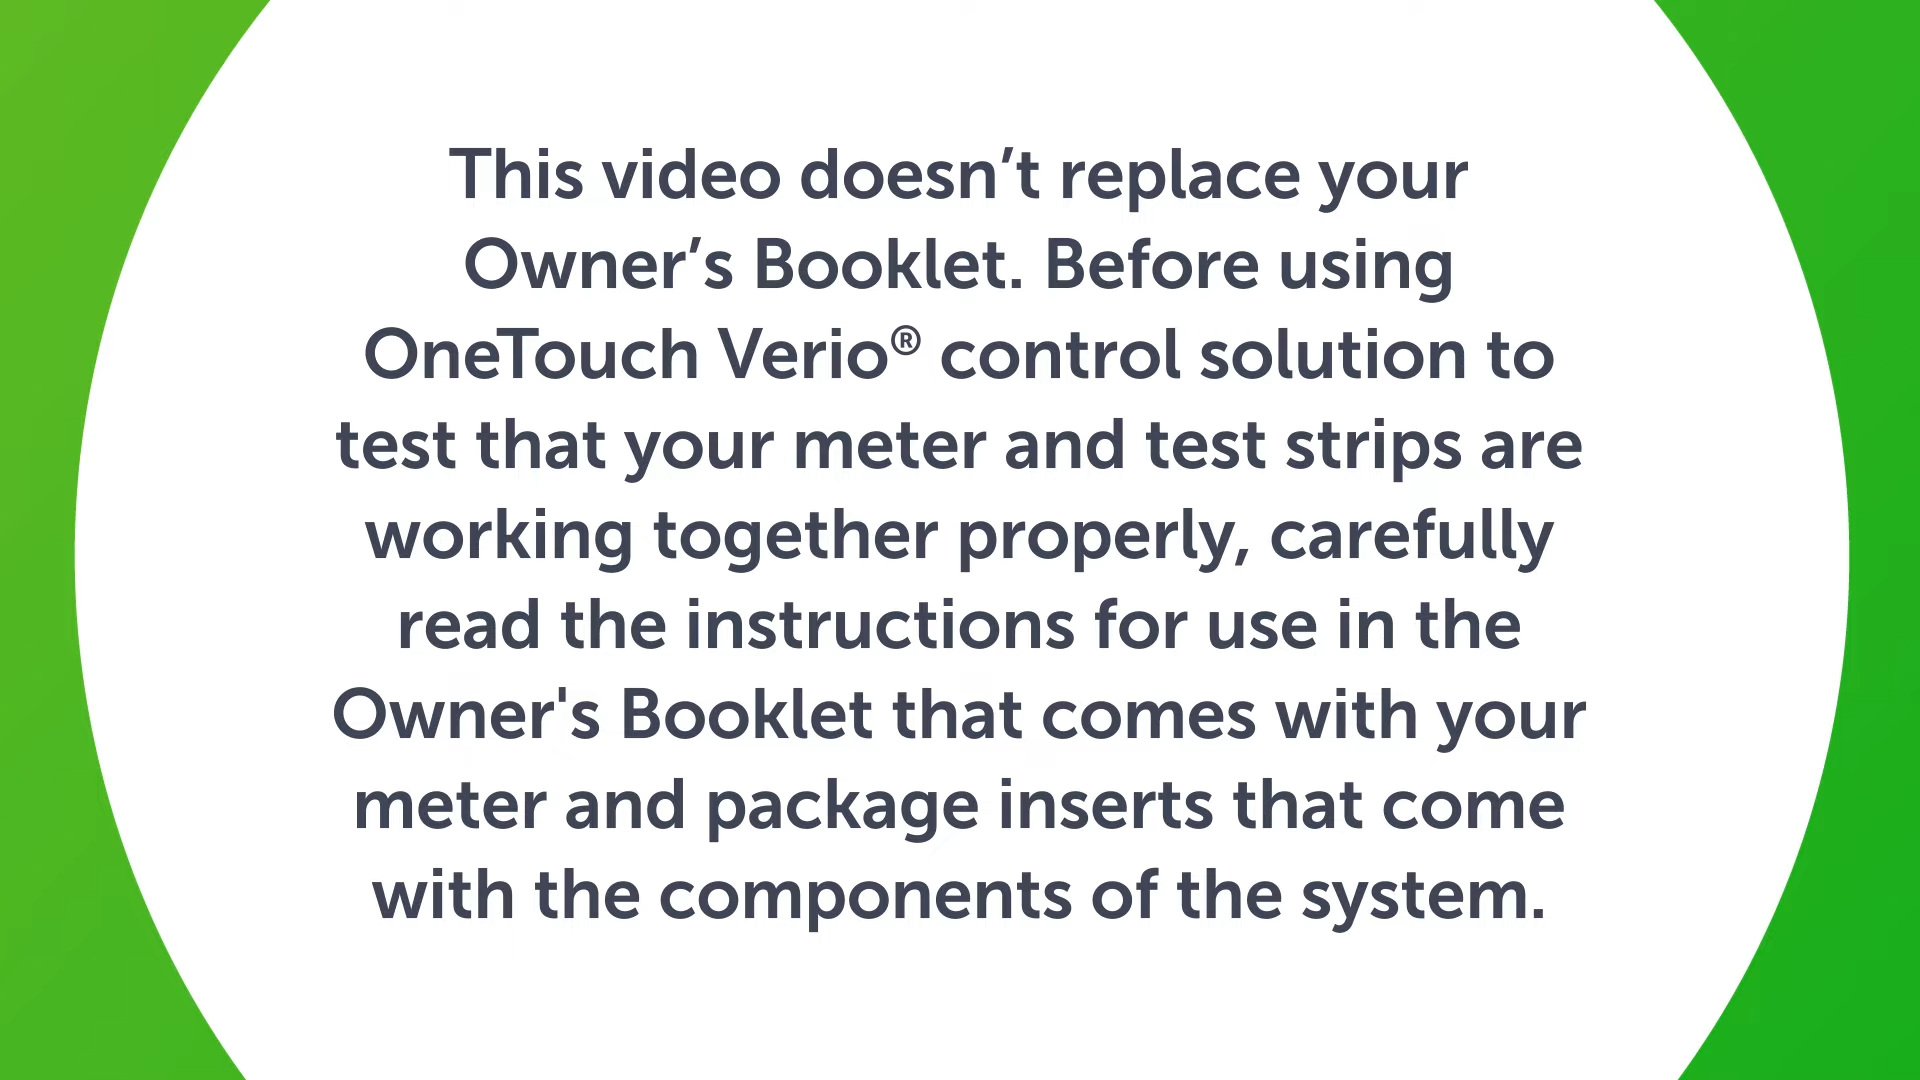 This video doesn’t replace your
Owner’s Booklet. Before using
OneTouch Verio® control solution to
test that your meter and test strips are
working together properly, carefully
read the instructions for use in the
Owner's Booklet that comes with your
meter and package inserts that come
with the components of the system.